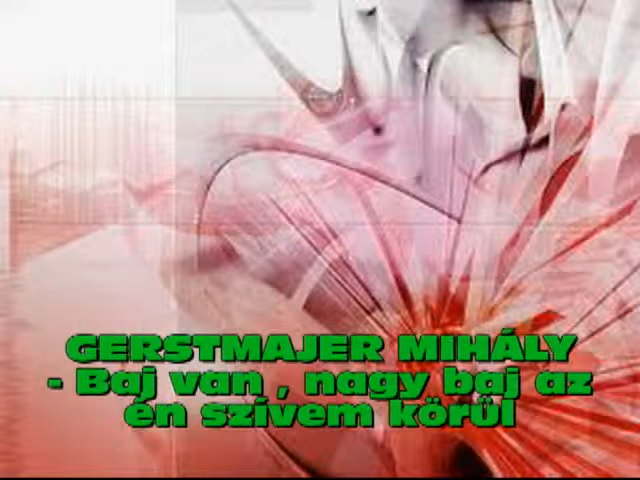 GERSTMAJER MIHÁLY
- Baj van , nagy baj az
én szívem körül